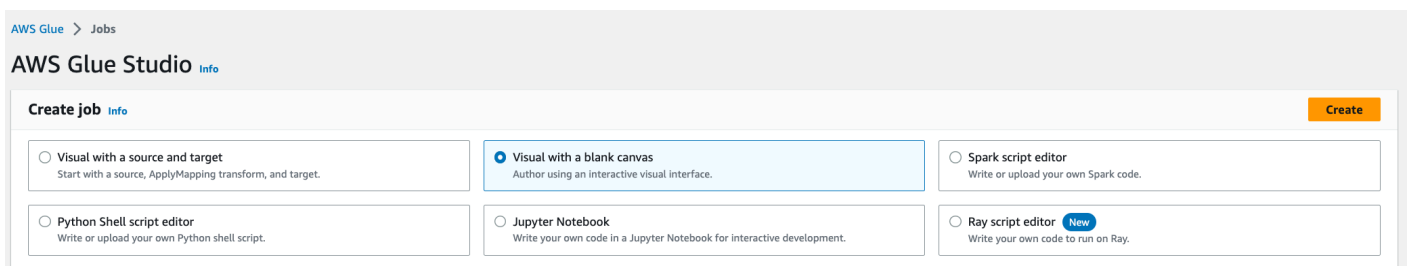 AWS Glue > Jobs
AWS Glue Studio Info
Create job Info Create
Visual with a source and target
Start with a source, ApplyMapping transform, and target.
Visual with a blank canvas
Author using an interactive visual interface.
Spark script editor
Write or upload your own Spark code.
Python Shell script editor
Write or upload your own Python shell script.
Jupyter Notebook
Write your own code in a Jupyter Notebook for interactive development.
Ray script editor New
Write your own code to run on Ray.